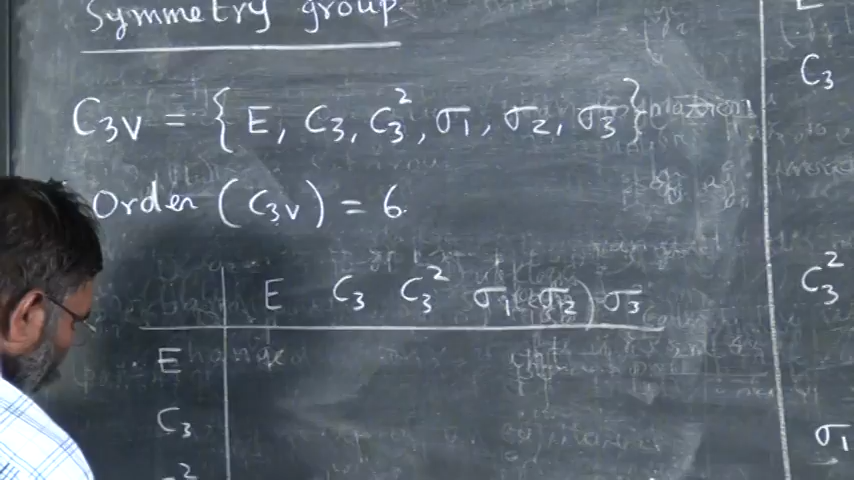 Symmetry group
C₃ᵥ = { E, C₃, C₃², σ₁, σ₂, σ₃ }
Order (C₃ᵥ) = 6
E C₃ C₃² σ₁ σ₂ σ₃
E
C₃
C₃
C₃²
σ₁